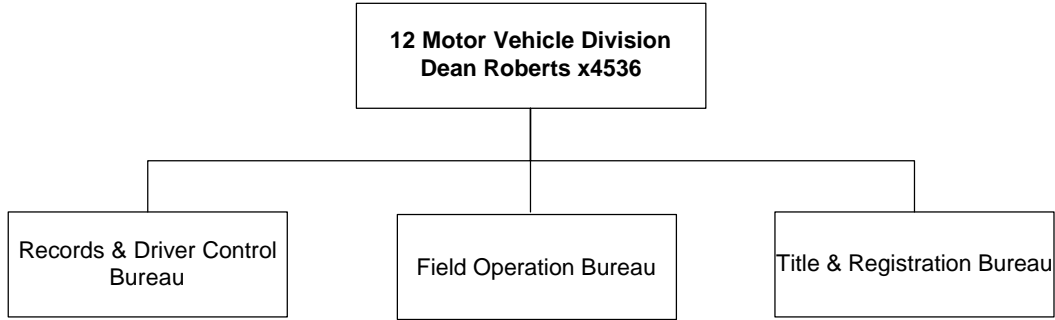 12 Motor Vehicle Division
Dean Roberts x4536
Records & Driver Control
Bureau
Field Operation Bureau
Title & Registration Bureau